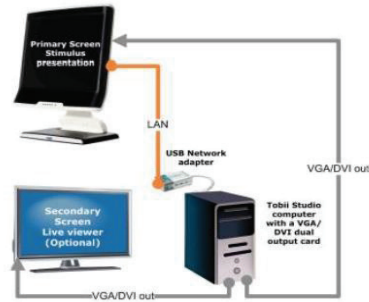 Primary Screen
Stimulus
presentation
LAN
USB Network
adapter
VGA/DVI out
Secondary
Screen
Live viewer
(Optional)
Tobii Studio
computer
with a VGA/
DVI dual
output card
VGA/DVI out